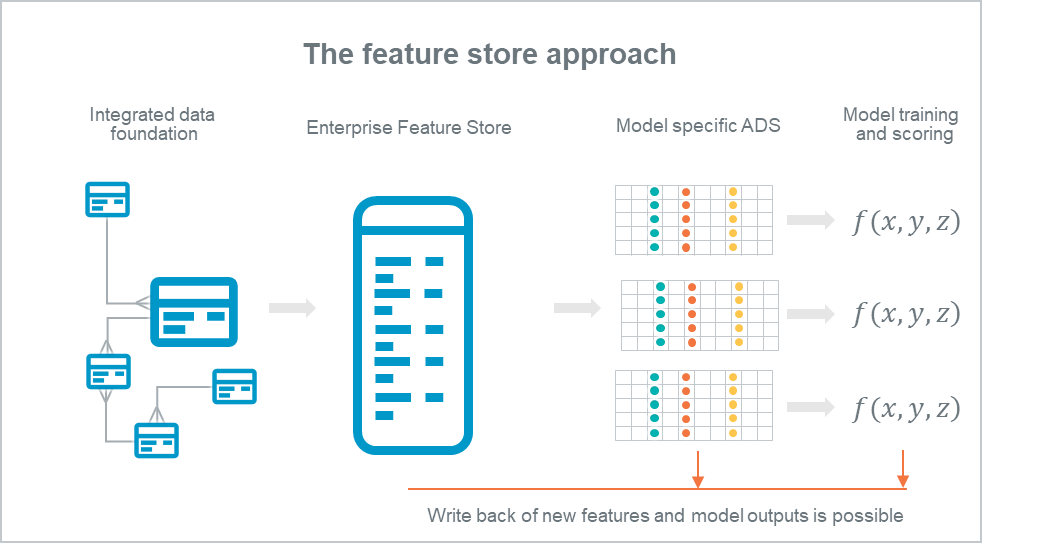 The feature store approach
Integrated data
foundation
Enterprise Feature Store
Model specific ADS
Model training
and scoring
f(x, y, z)
f(x, y, z)
f(x, y, z)
Write back of new features and model outputs is possible